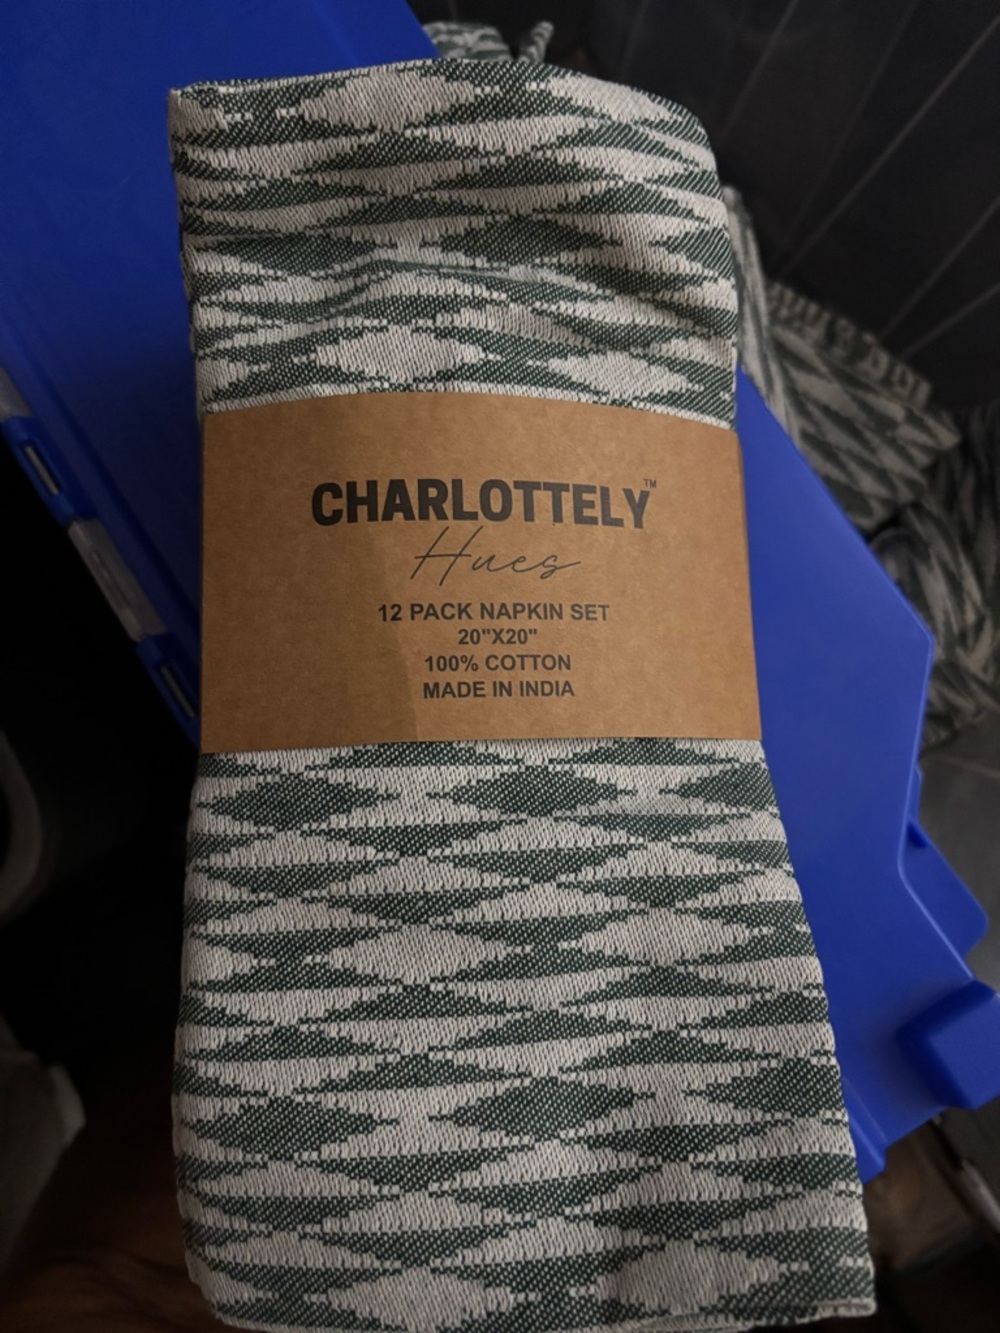 CHARLOTTELY™
Hues
12 PACK NAPKIN SET
20"X20"
100% COTTON
MADE IN INDIA